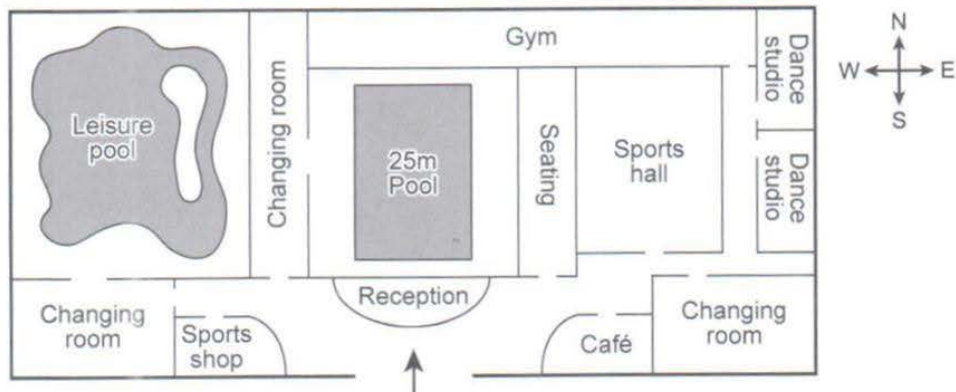 Gym
N
W
E
S
Dance
studio
Changing room
Leisure
pool
25m
Pool
Seating
Sports
hall
Dance
studio
Changing
room
Sports
shop
Reception
Café
Changing
room